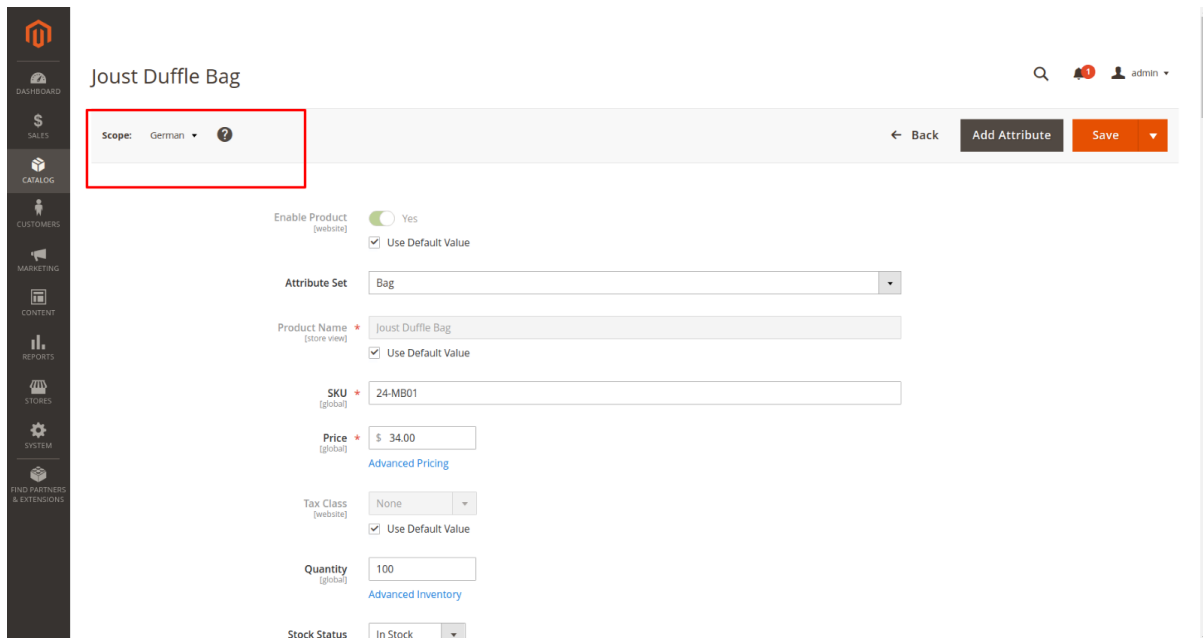 Joust Duffle Bag
1
admin
DASHBOARD
SALES
CATALOG
CUSTOMERS
MARKETING
CONTENT
REPORTS
STORES
SYSTEM
FIND PARTNERS
& EXTENSIONS
Scope: German ?
Back
Add Attribute
Save
Enable Product
[website]
Yes
Use Default Value
Attribute Set
Bag
Product Name *
[store view]
Joust Duffle Bag
Use Default Value
SKU *
[global]
24-MB01
Price *
[global]
$ 34.00
Advanced Pricing
Tax Class
[website]
None
Use Default Value
Quantity
[global]
100
Advanced Inventory
Stock Status
In Stock